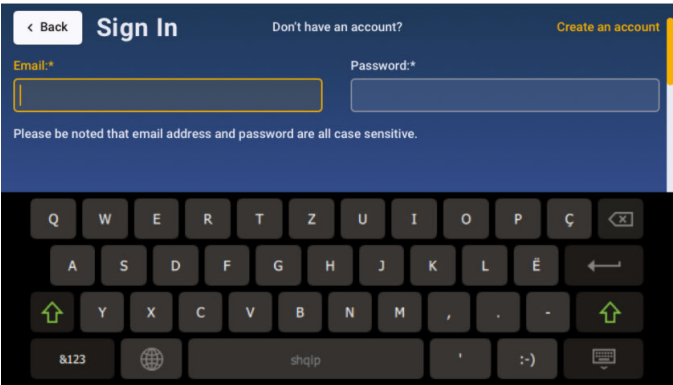 < Back Sign In Don't have an account? Create an account
Email:* Password:*
Please be noted that email address and password are all case sensitive.
Q W E R T Z U I O P Ç
A S D F G H J K L Ë
Y X C V B N M , . -
&123 shqip ' :-)